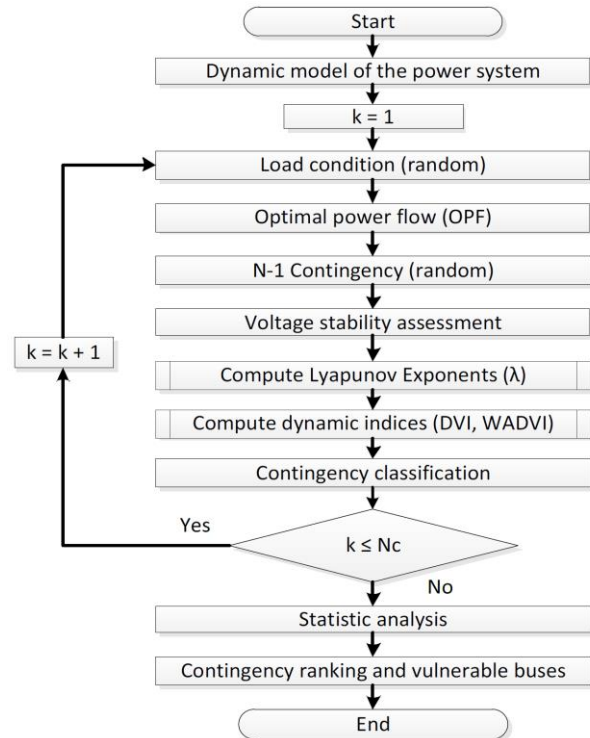 Start
Dynamic model of the power system
k = 1
Load condition (random)
Optimal power flow (OPF)
N-1 Contingency (random)
Voltage stability assessment
k = k + 1
Compute Lyapunov Exponents (λ)
Compute dynamic indices (DVI, WADVI)
Contingency classification
Yes
k ≤ Nc
No
Statistic analysis
Contingency ranking and vulnerable buses
End